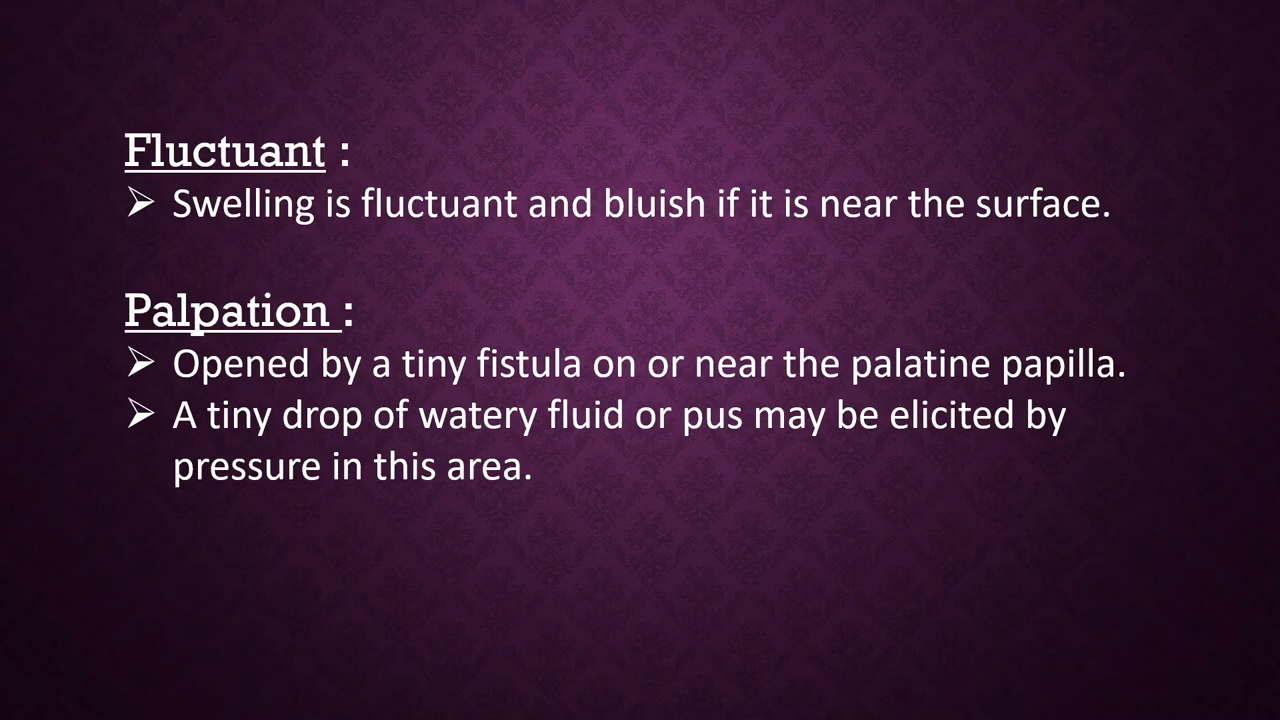 Fluctuant :
➢ Swelling is fluctuant and bluish if it is near the surface.
Palpation :
➢ Opened by a tiny fistula on or near the palatine papilla.
➢ A tiny drop of watery fluid or pus may be elicited by
pressure in this area.